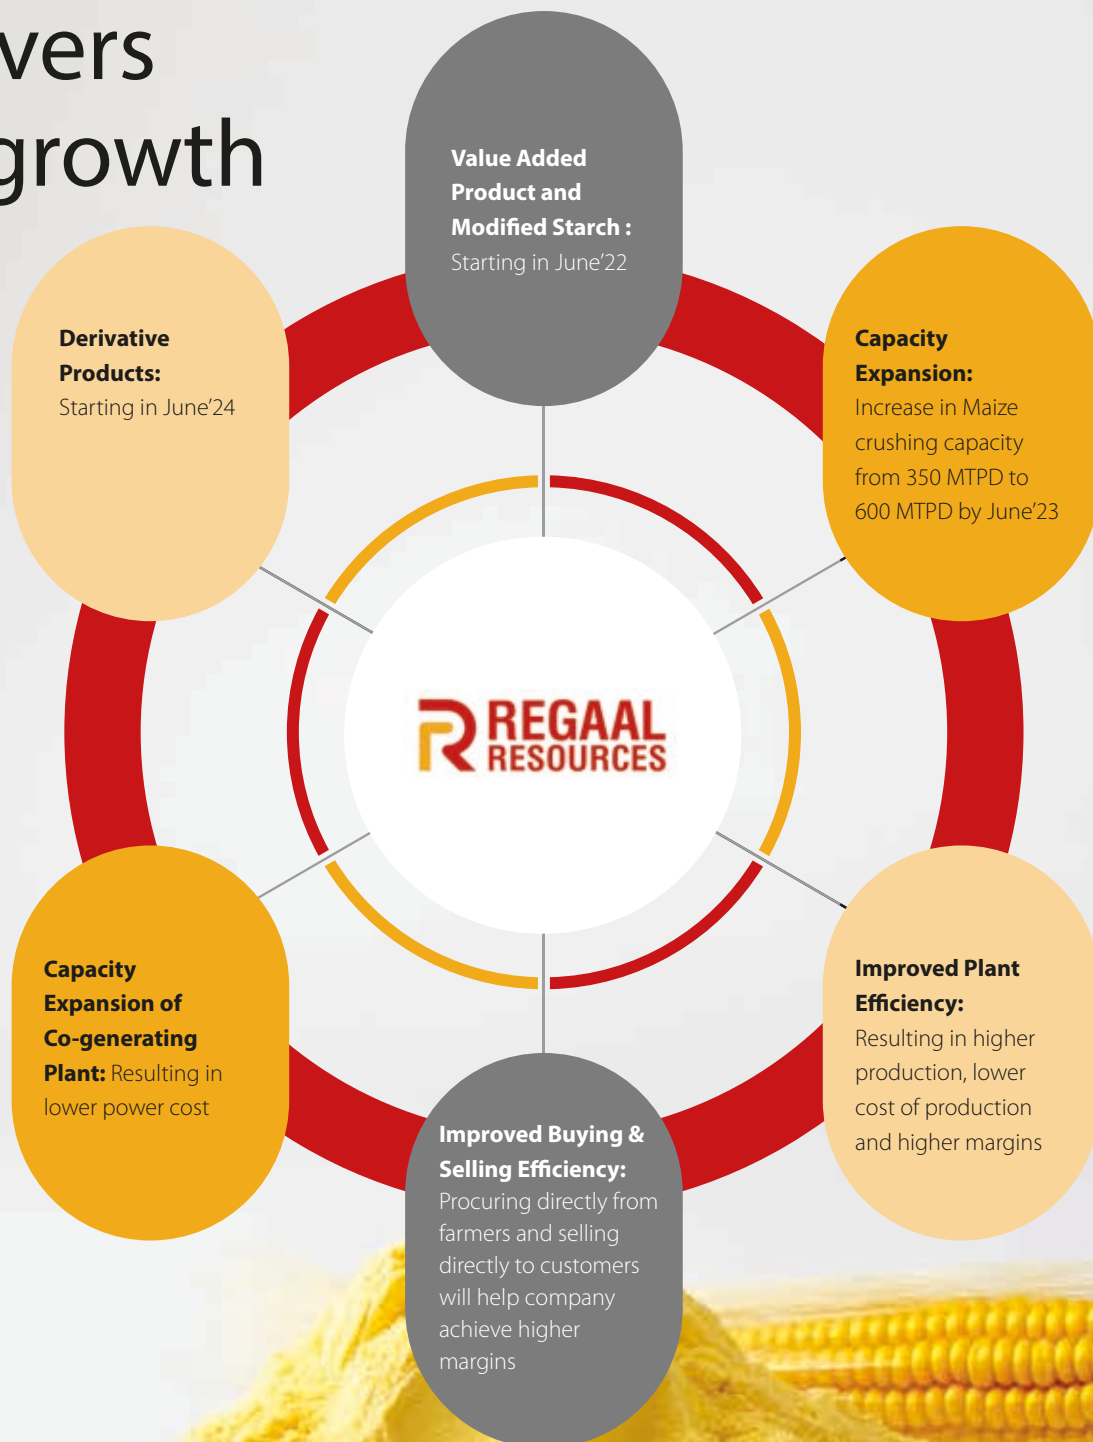 vers
growth
Value Added
Product and
Modified Starch :
Starting in June’22
Derivative
Products:
Starting in June’24
Capacity
Expansion:
Increase in Maize
crushing capacity
from 350 MTPD to
600 MTPD by June’23
REGAAL
RESOURCES
Capacity
Expansion of
Co-generating
Plant: Resulting in
lower power cost
Improved Plant
Efficiency:
Resulting in higher
production, lower
cost of production
and higher margins
Improved Buying &
Selling Efficiency:
Procuring directly from
farmers and selling
directly to customers
will help company
achieve higher
margins